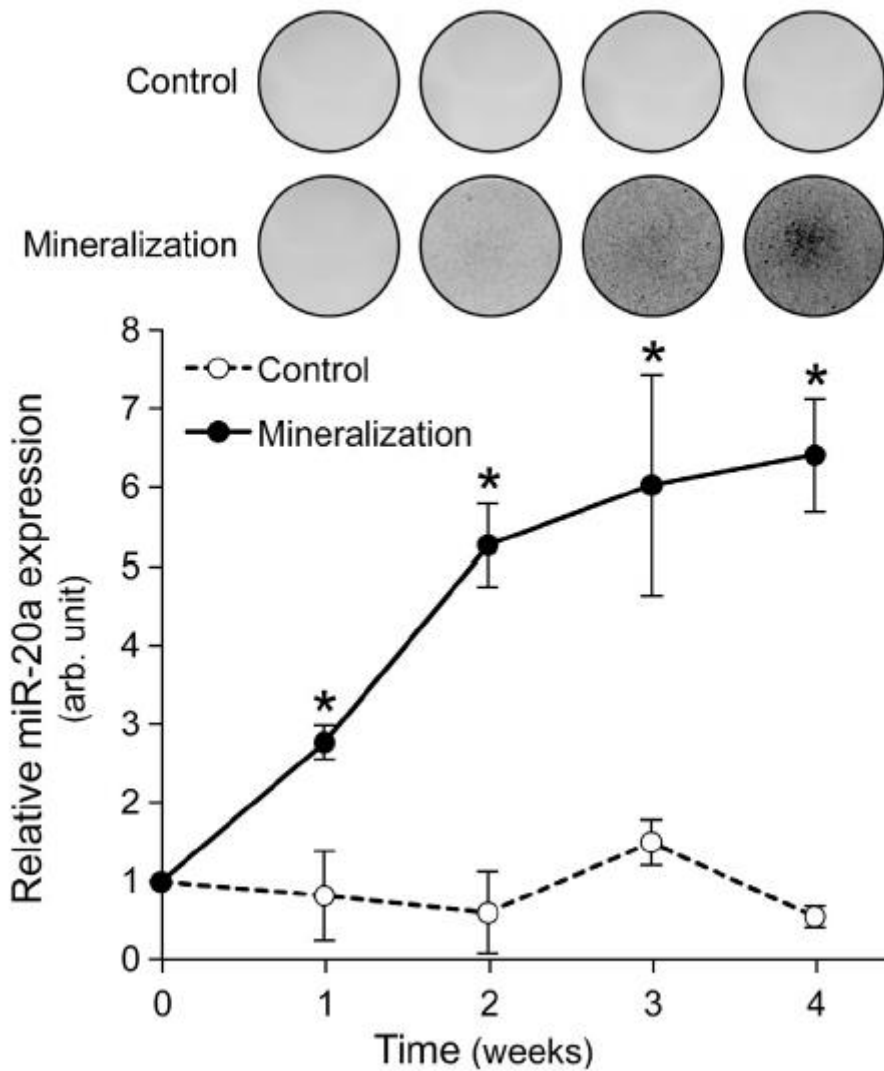 Control
Mineralization
8
7
6
5
4
3
2
1
0
Relative miR-20a expression
(arb. unit)
Control
Mineralization
*
*
*
*
0 1 2 3 4
Time (weeks)